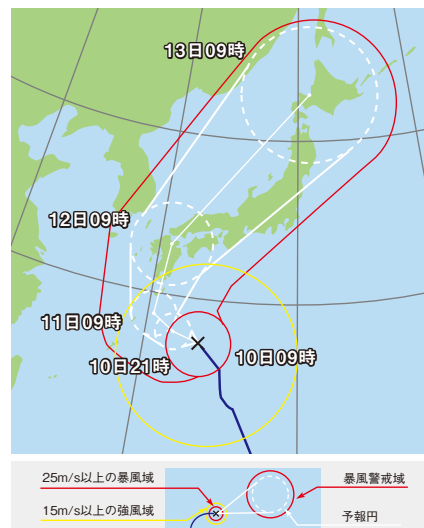 13日09時
12日09時
11日09時
10日21時
10日09時
25m/s以上の暴風域
暴風警戒域
15m/s以上の強風域
予報円